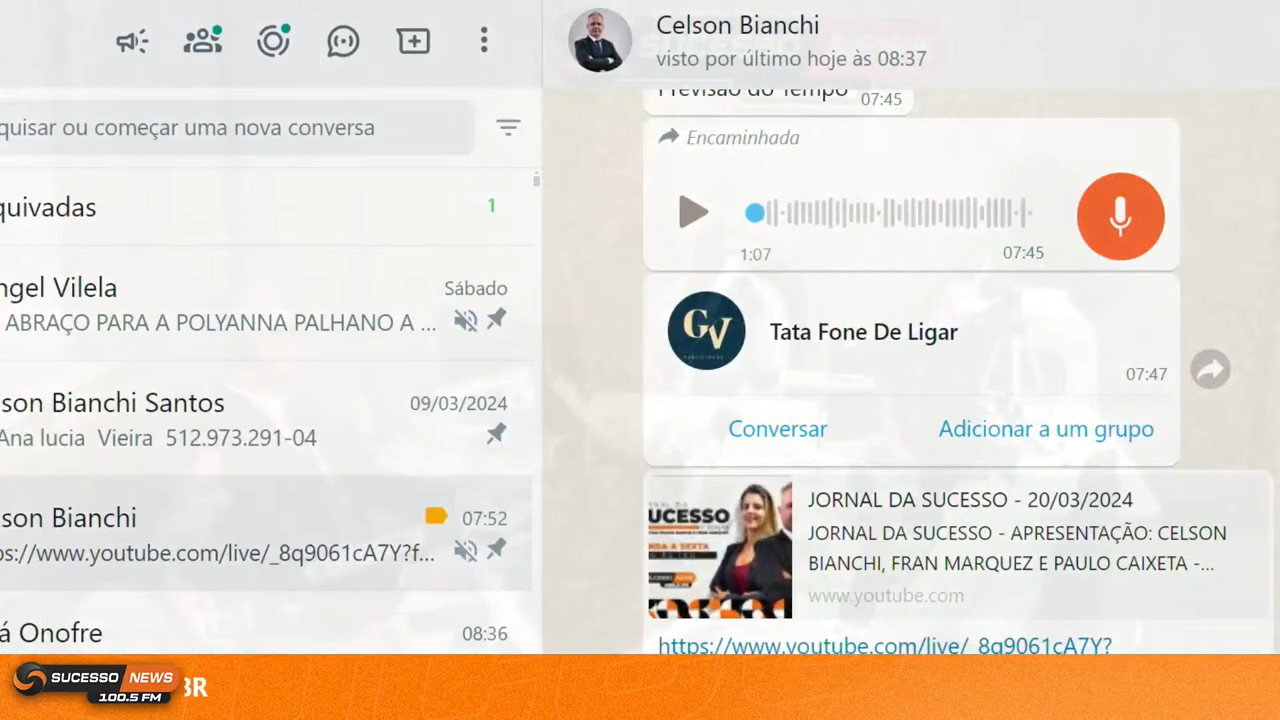 Celson Bianchi
visto por último hoje às 08:37
Previsão do Tempo
07:45
quisar ou começar uma nova conversa
Encaminhada
1:07
07:45
quivadas
1
ngel Vilela
Sábado
ABRAÇO PARA A POLYANNA PALHANO A ...
son Bianchi Santos
09/03/2024
Ana lucia Vieira 512.973.291-04
son Bianchi
07:52
ps://www.youtube.com/live/_8q9061cA7Y?f...
á Onofre
08:36
GV
PUBLICIDADE
Tata Fone De Ligar
07:47
Conversar
Adicionar a um grupo
JORNAL DA SUCESSO - 20/03/2024
JORNAL DA SUCESSO - APRESENTAÇÃO: CELSON
BIANCHI, FRAN MARQUEZ E PAULO CAIXETA -...
www.youtube.com
https://www.youtube.com/live/_8q9061cA7Y?
SUCESSO NEWS
100.5 FM
BR